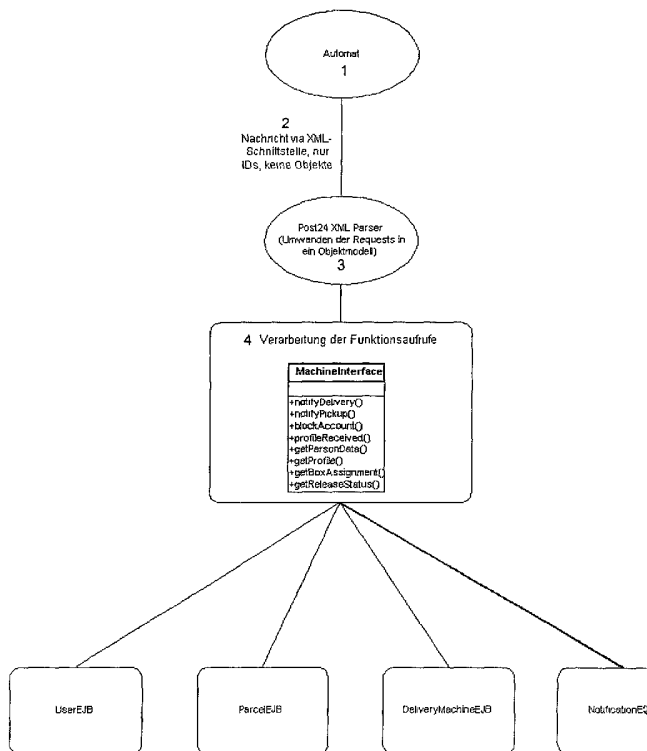 Automat
1
2
Nachricht via XML-
Schnittstelle, nur
IDs, keine Objekte
Post24 XML Parser
(Umwanden der Requests in
ein Objektmodell)
3
4 Verarbeitung der Funktionsaufrufe
MachineInterface
+notifyDelivery()
+notifyPickup()
+blockAccount()
+profileReceived()
+getPersonData()
+getProfile()
+getBoxAssignment()
+getReleaseStatus()
UserEJB
ParcelEJB
DeliveryMachineEJB